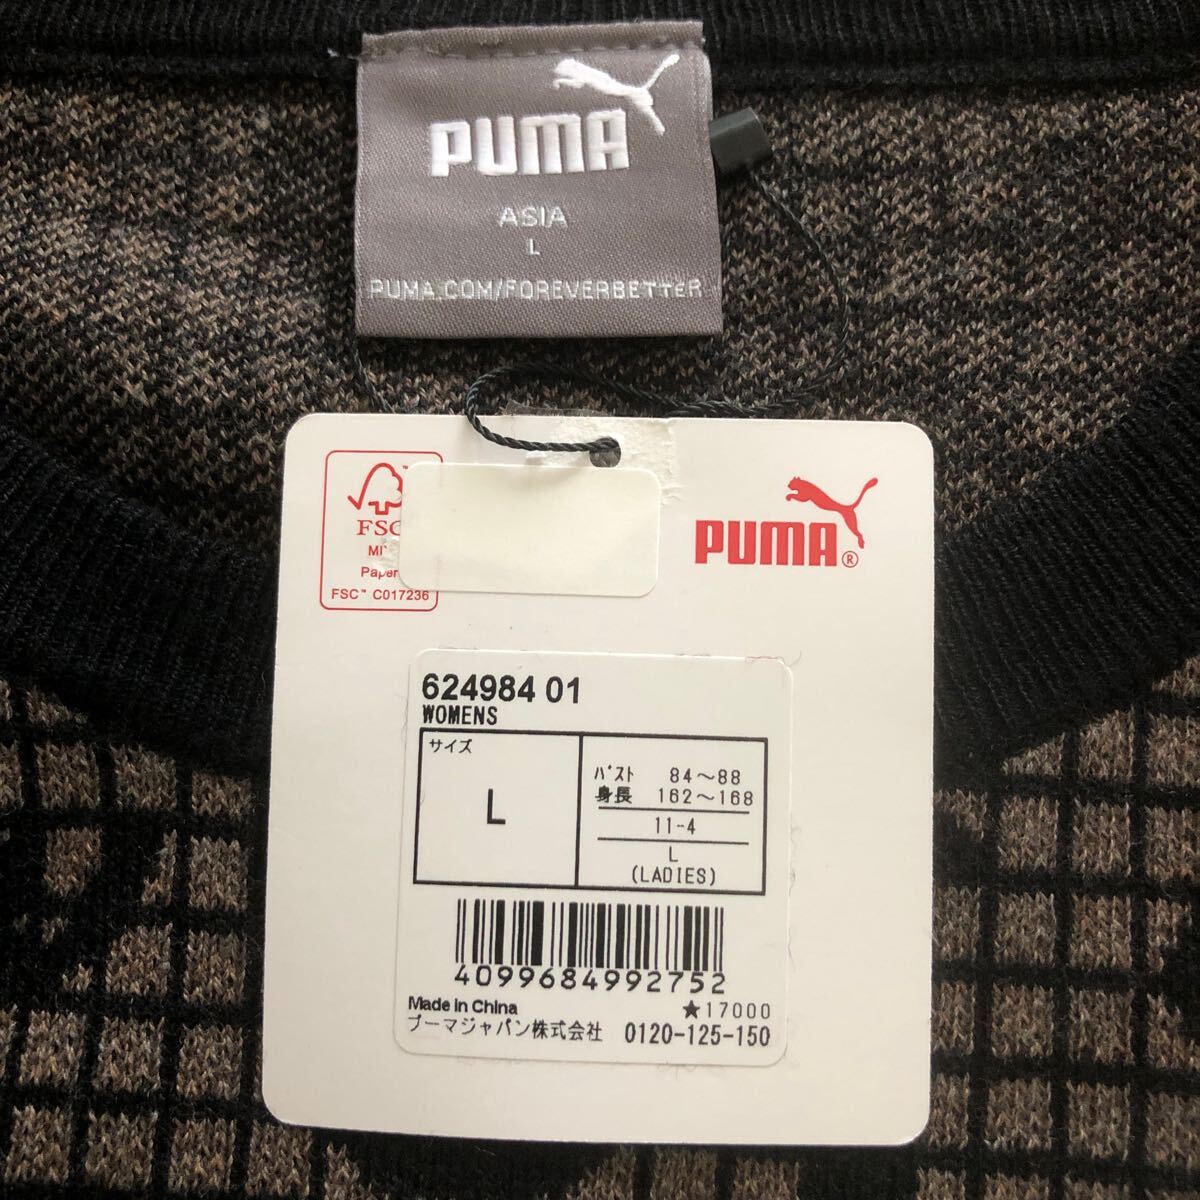 PUMA
ASIA
L
PUMA.COM/FOREVERBETTER
FSC
Paper
FSC™ C017236
PUMA®
624984 01
WOMENS
サイズ
L
バスト 84～88
身長 162～168
11-4
L
(LADIES)
4099684992752
Made in China
★17000
プーマジャパン株式会社 0120-125-150